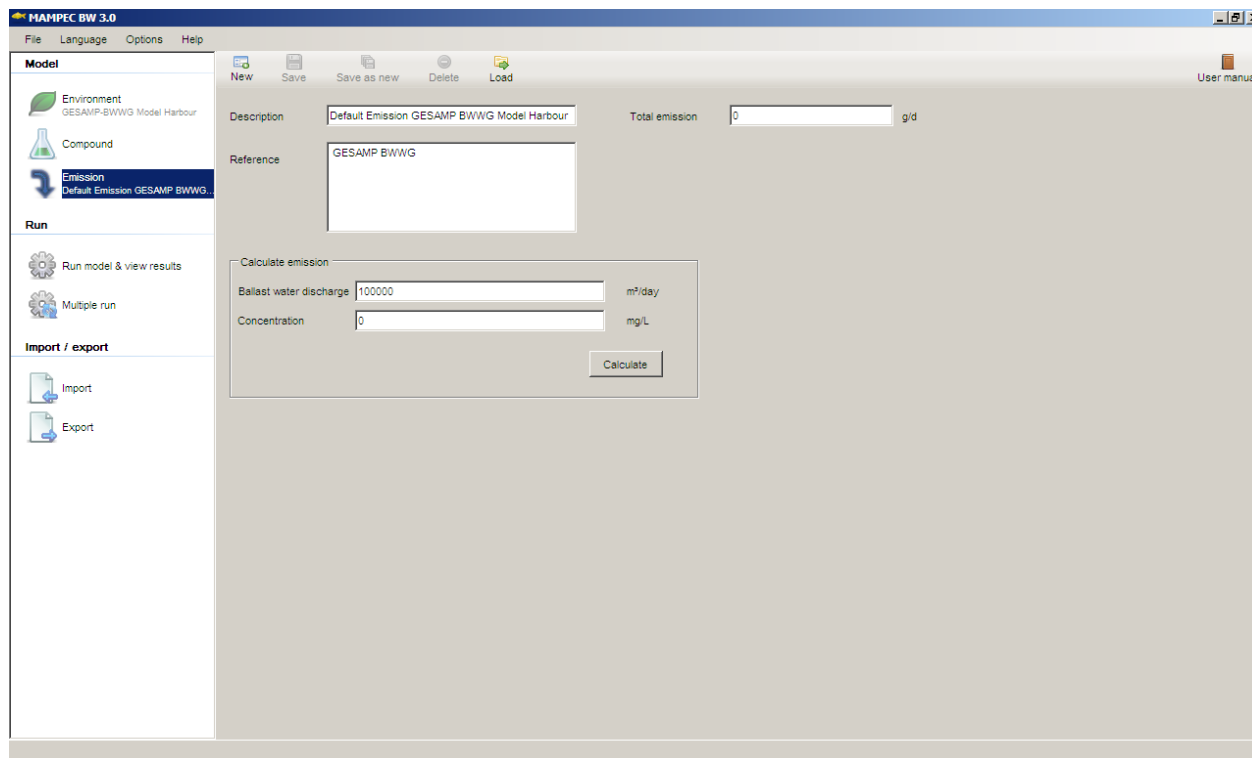 MAMPEC BW 3.0
File Language Options Help
Model
Environment
GESAMP-BWWG Model Harbour
Compound
Emission
Default Emission GESAMP BWWG...
Run
Run model & view results
Multiple run
Import / export
Import
Export
New Save Save as new Delete Load
User manua
Description Default Emission GESAMP BWWG Model Harbour Total emission 0 g/d
Reference GESAMP BWWG
Calculate emission
Ballast water discharge 100000 m³/day
Concentration 0 mg/L
Calculate